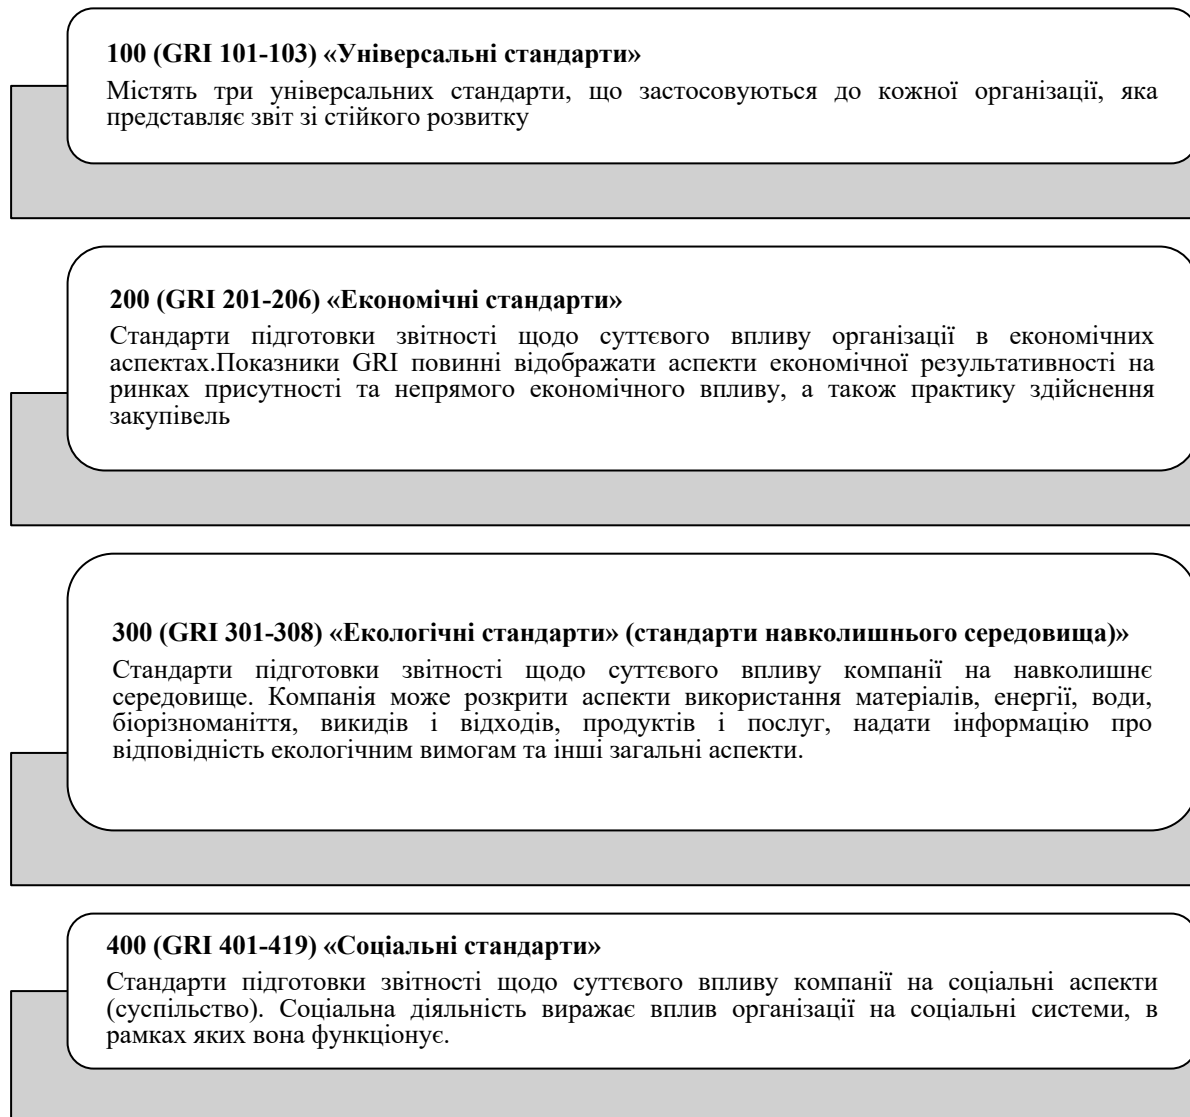 100 (GRI 101-103) «Універсальні стандарти»
Містять три універсальних стандарти, що застосовуються до кожної організації, яка
представляє звіт зі стійкого розвитку
200 (GRI 201-206) «Економічні стандарти»
Стандарти підготовки звітності щодо суттєвого впливу організації в економічних
аспектах.Показники GRI повинні відображати аспекти економічної результативності на
ринках присутності та непрямого економічного впливу, а також практику здійснення
закупівель
300 (GRI 301-308) «Екологічні стандарти» (стандарти навколишнього середовища)»
Стандарти підготовки звітності щодо суттєвого впливу компанії на навколишнє
середовище. Компанія може розкрити аспекти використання матеріалів, енергії, води,
біорізноманіття, викидів і відходів, продуктів і послуг, надати інформацію про
відповідність екологічним вимогам та інші загальні аспекти.
400 (GRI 401-419) «Соціальні стандарти»
Стандарти підготовки звітності щодо суттєвого впливу компанії на соціальні аспекти
(суспільство). Соціальна діяльність виражає вплив організації на соціальні системи, в
рамках яких вона функціонує.